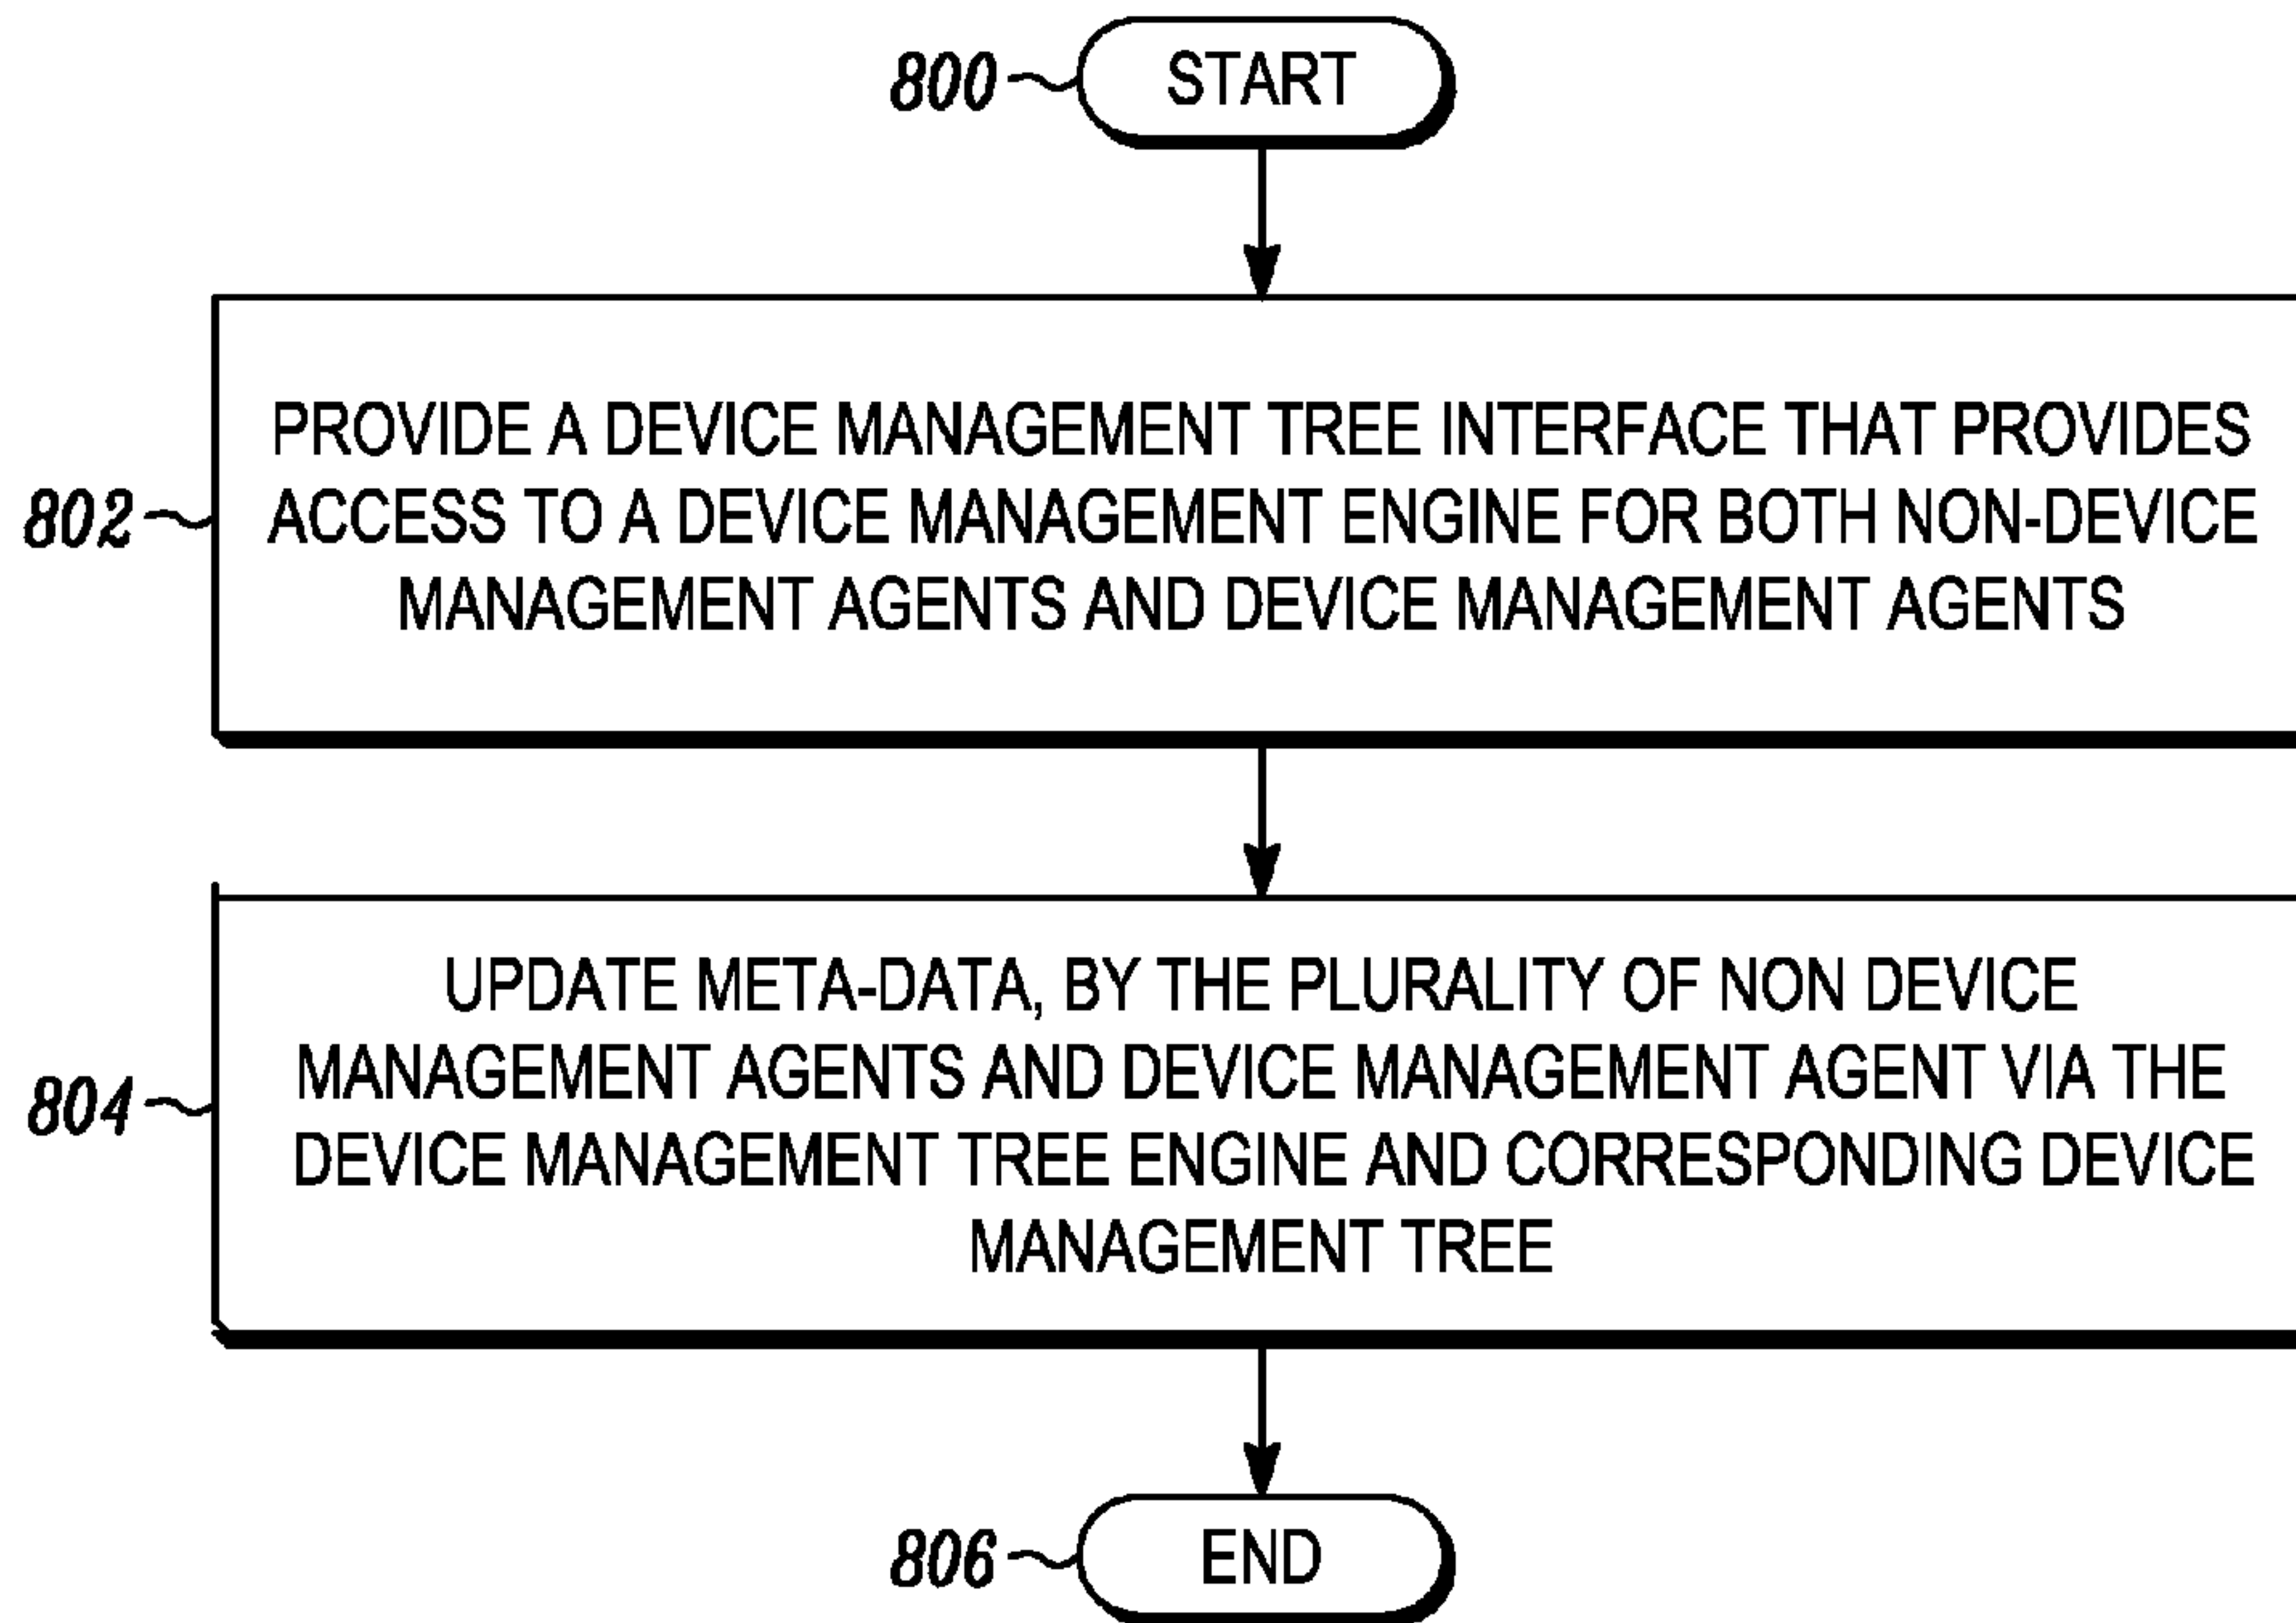 800
START
802
PROVIDE A DEVICE MANAGEMENT TREE INTERFACE THAT PROVIDES
ACCESS TO A DEVICE MANAGEMENT ENGINE FOR BOTH NON-DEVICE
MANAGEMENT AGENTS AND DEVICE MANAGEMENT AGENTS
804
UPDATE META-DATA, BY THE PLURALITY OF NON DEVICE
MANAGEMENT AGENTS AND DEVICE MANAGEMENT AGENT VIA THE
DEVICE MANAGEMENT TREE ENGINE AND CORRESPONDING DEVICE
MANAGEMENT TREE
806
END